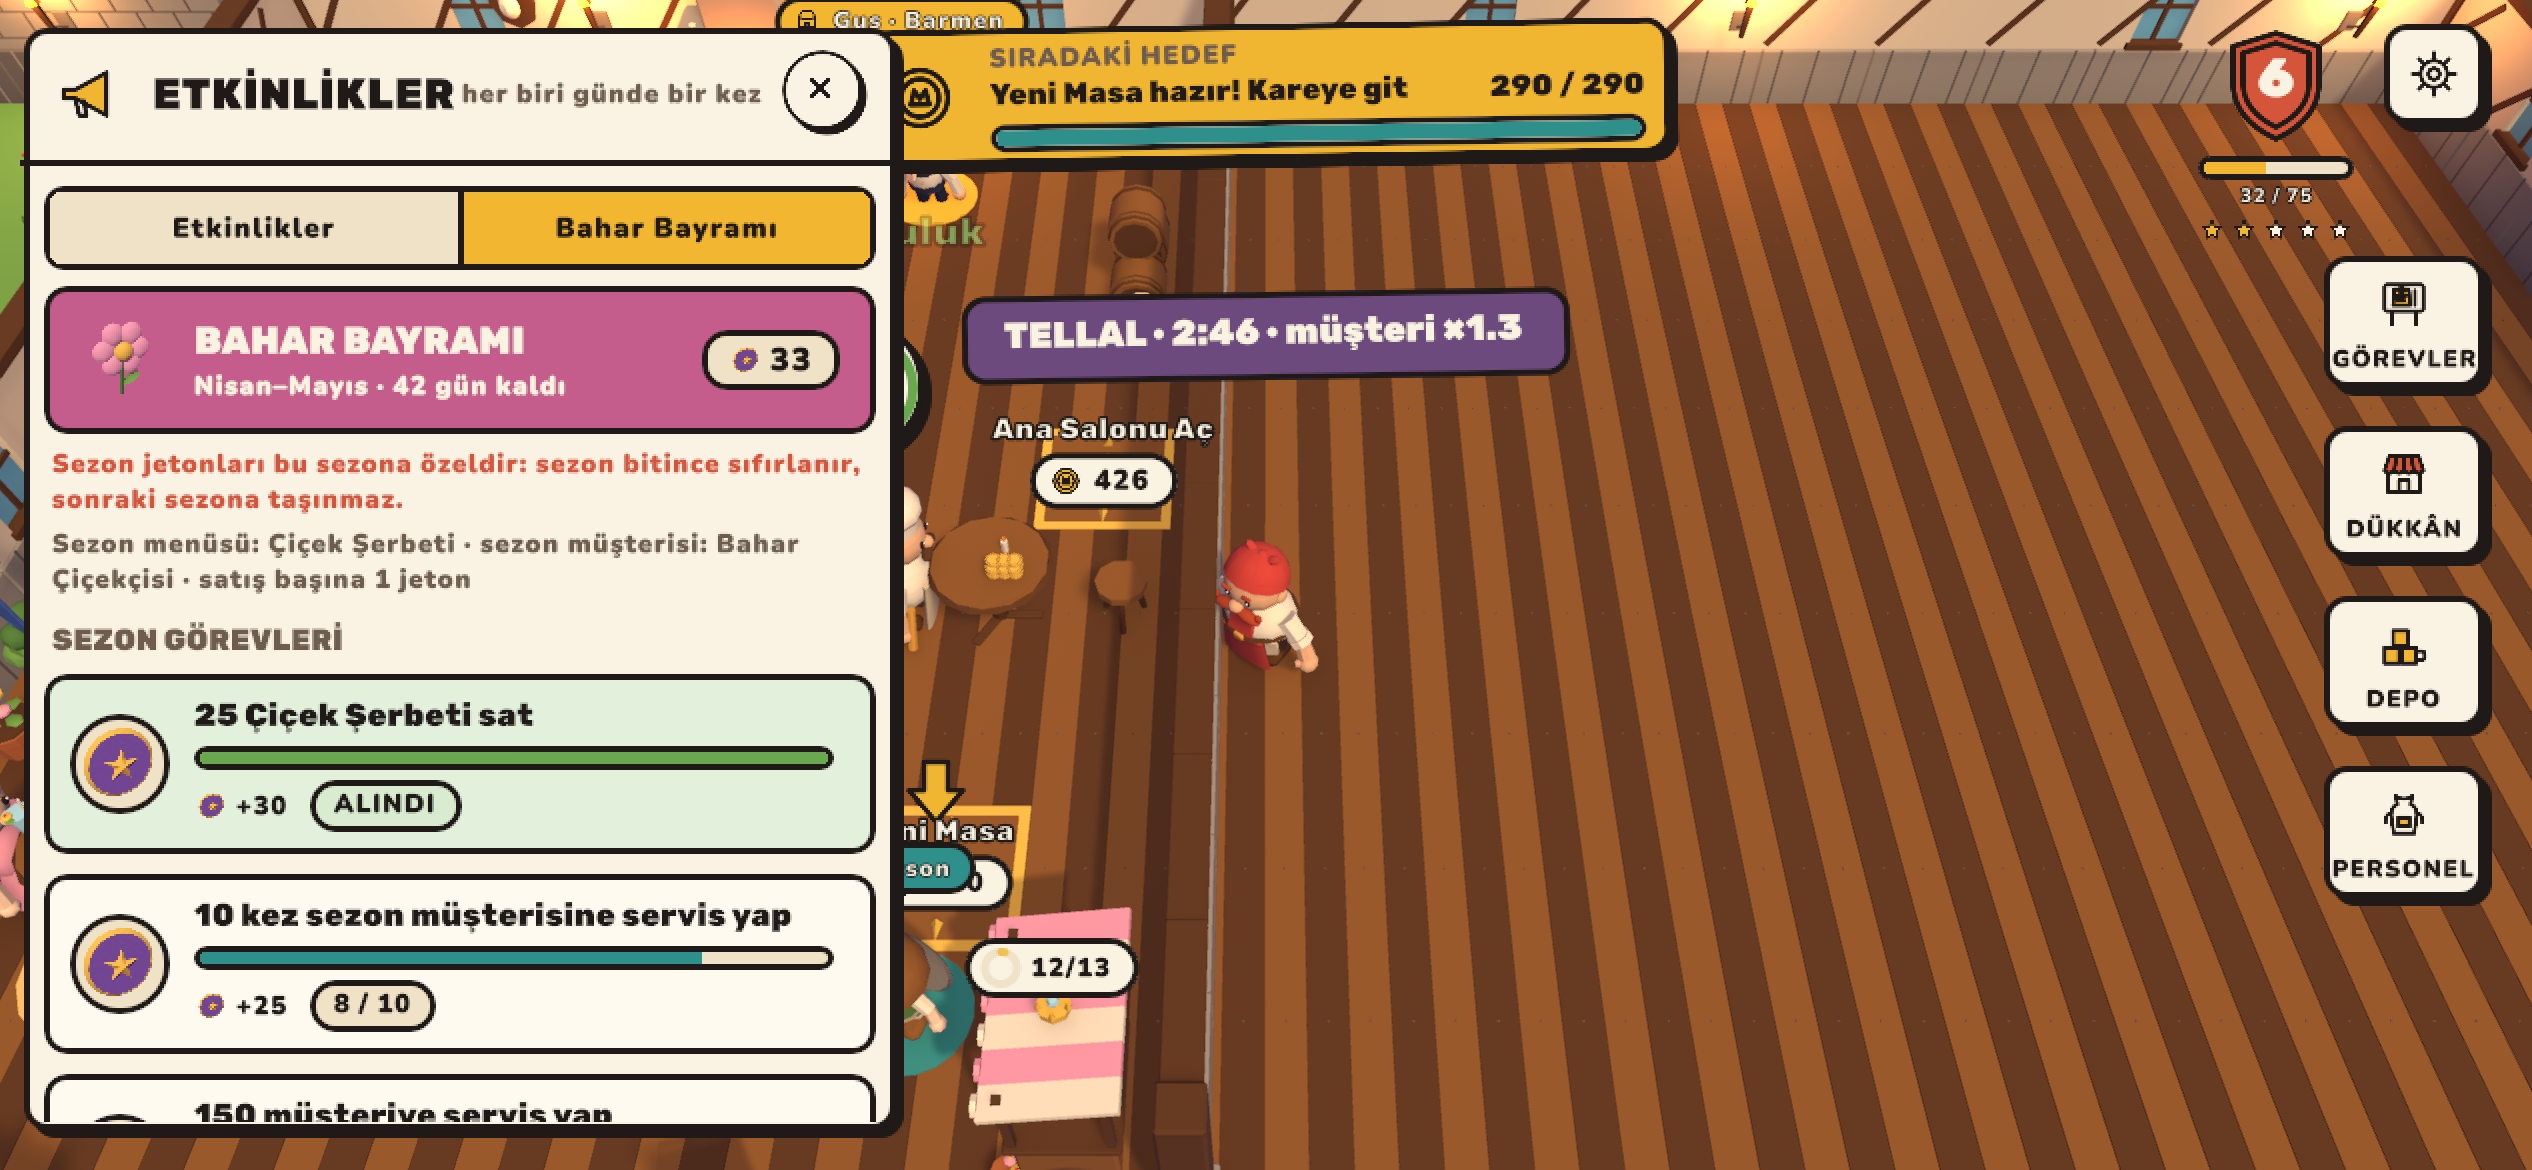 Gus · Barmen
ETKİNLİKLER her biri günde bir kez
SIRADAKİ HEDEF
Yeni Masa hazır! Kareye git 290 / 290
6
32 / 75
Etkinlikler
Bahar Bayramı
BAHAR BAYRAMI
Nisan–Mayıs · 42 gün kaldı
33
Sezon jetonları bu sezona özeldir: sezon bitince sıfırlanır,
sonraki sezona taşınmaz.
Sezon menüsü: Çiçek Şerbeti · sezon müşterisi: Bahar
Çiçekçisi · satış başına 1 jeton
SEZON GÖREVLERİ
25 Çiçek Şerbeti sat
+30 ALINDI
10 kez sezon müşterisine servis yap
+25 8 / 10
150 müşteriye servis yap
uluk
TELLAL · 2:46 · müşteri ×1.3
Ana Salonu Aç
426
ni Masa
son
0
12/13
GÖREVLER
DÜKKÂN
DEPO
PERSONEL